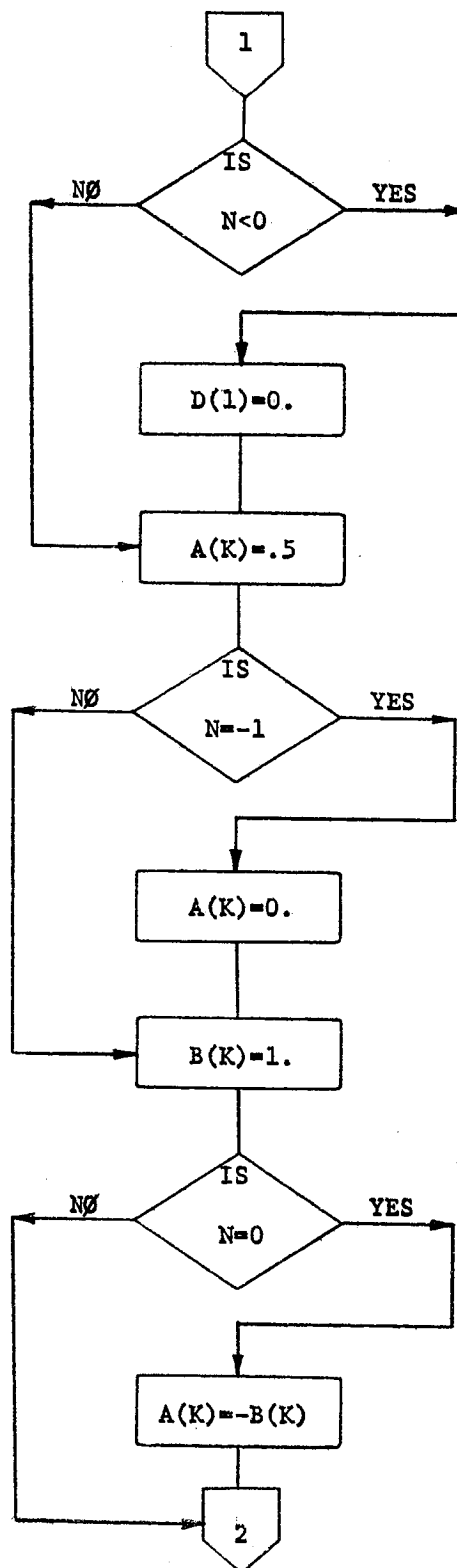 1
IS
NØ
YES
N<0
D(1)=0.
A(K)=.5
IS
NØ
YES
N=-1
A(K)=0.
B(K)=1.
IS
NØ
YES
N=0
A(K)=-B(K)
2